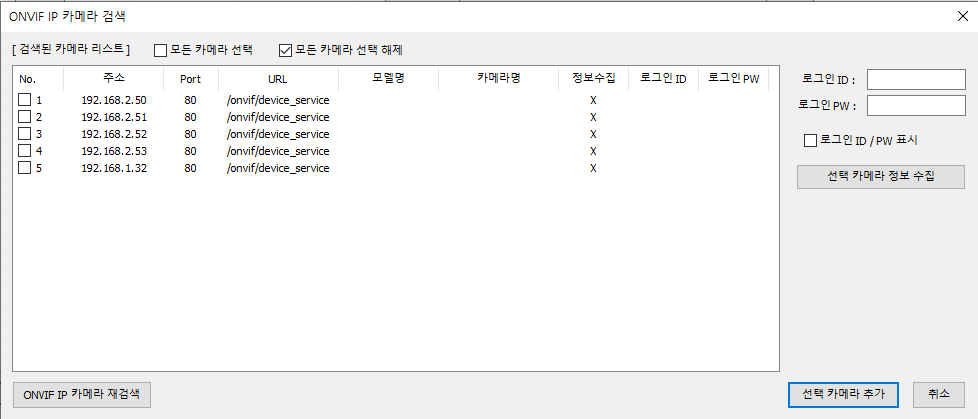 ONVIF IP 카메라 검색
[ 검색된 카메라 리스트 ] 모든 카메라 선택 모든 카메라 선택 해제
No. 주소 Port URL 모델명 카메라명 정보수집 로그인 ID 로그인 PW
1 192.168.2.50 80 /onvif/device_service X
2 192.168.2.51 80 /onvif/device_service X
3 192.168.2.52 80 /onvif/device_service X
4 192.168.2.53 80 /onvif/device_service X
5 192.168.1.32 80 /onvif/device_service X
로그인 ID :
로그인 PW :
로그인 ID / PW 표시
선택 카메라 정보 수집
ONVIF IP 카메라 재검색 선택 카메라 추가 취소